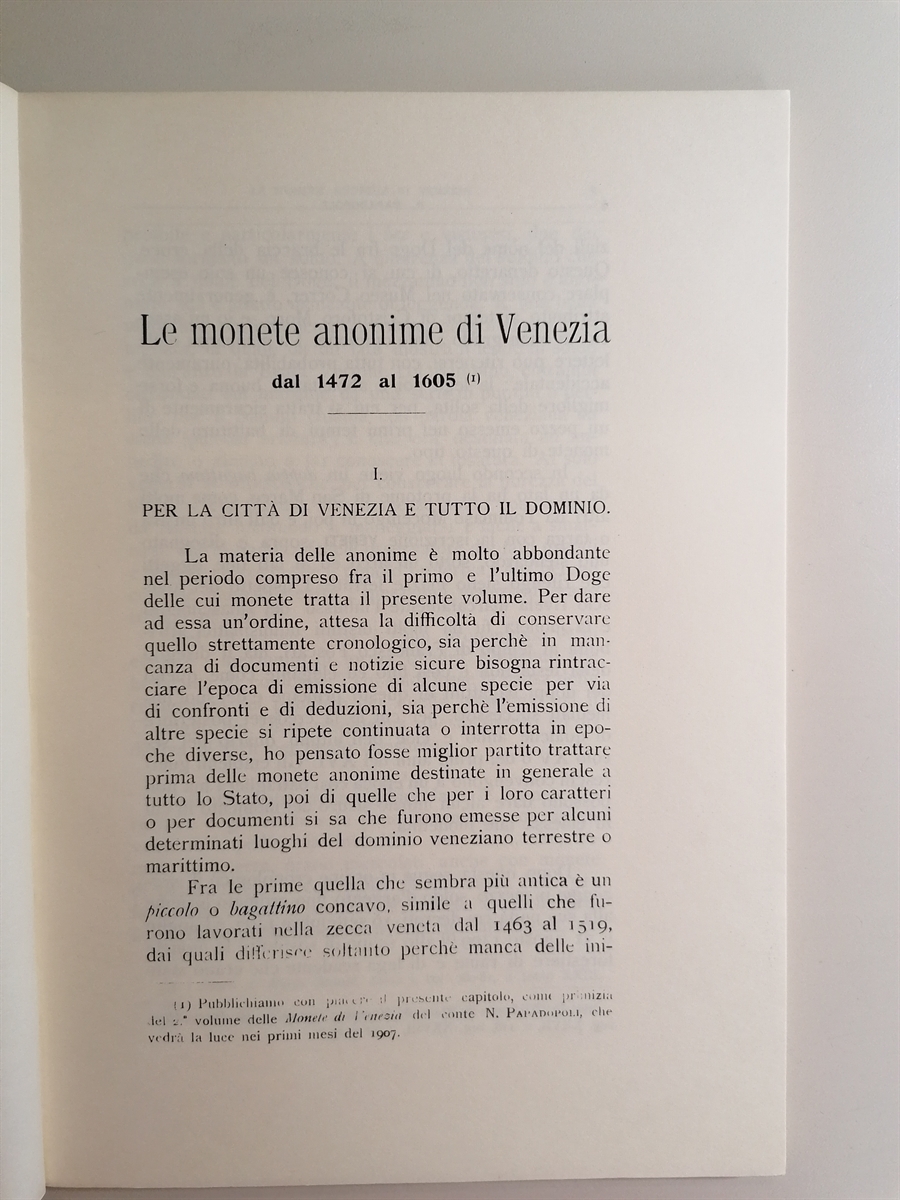 Le monete anonime di Venezia
dal 1472 al 1605 (1)
I.
PER LA CITTÀ DI VENEZIA E TUTTO IL DOMINIO.
La materia delle anonime è molto abbondante
nel periodo compreso fra il primo e l'ultimo Doge
delle cui monete tratta il presente volume. Per dare
ad essa un'ordine, attesa la difficoltà di conservare
quello strettamente cronologico, sia perchè in man-
canza di documenti e notizie sicure bisogna rintrac-
ciare l'epoca di emissione di alcune specie per via
di confronti e di deduzioni, sia perchè l'emissione di
altre specie si ripete continuata o interrotta in epo-
che diverse, ho pensato fosse miglior partito trattare
prima delle monete anonime destinate in generale a
tutto lo Stato, poi di quelle che per i loro caratteri
o per documenti si sa che furono emesse per alcuni
determinati luoghi del dominio veneziano terrestre o
marittimo.
Fra le prime quella che sembra più antica è un
piccolo o bagattino concavo, simile a quelli che fu-
rono lavorati nella zecca veneta dal 1463 al 1519,
dai quali differisce soltanto perchè manca delle ini-
(1) Pubblichiamo con piacere il presente capitolo, come primizia
del 2.° volume delle Monete di Venezia del conte N. PAPADOPOLI, che
vedrà la luce nei primi mesi del 1907.